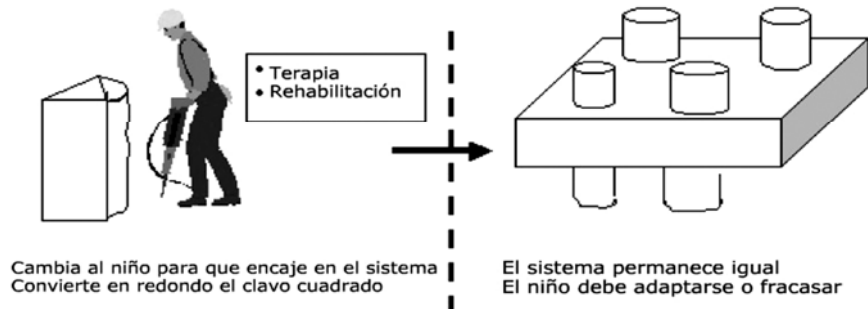 • Terapia
• Rehabilitación
Cambia al niño para que encaje en el sistema
Convierte en redondo el clavo cuadrado
El sistema permanece igual
El niño debe adaptarse o fracasar